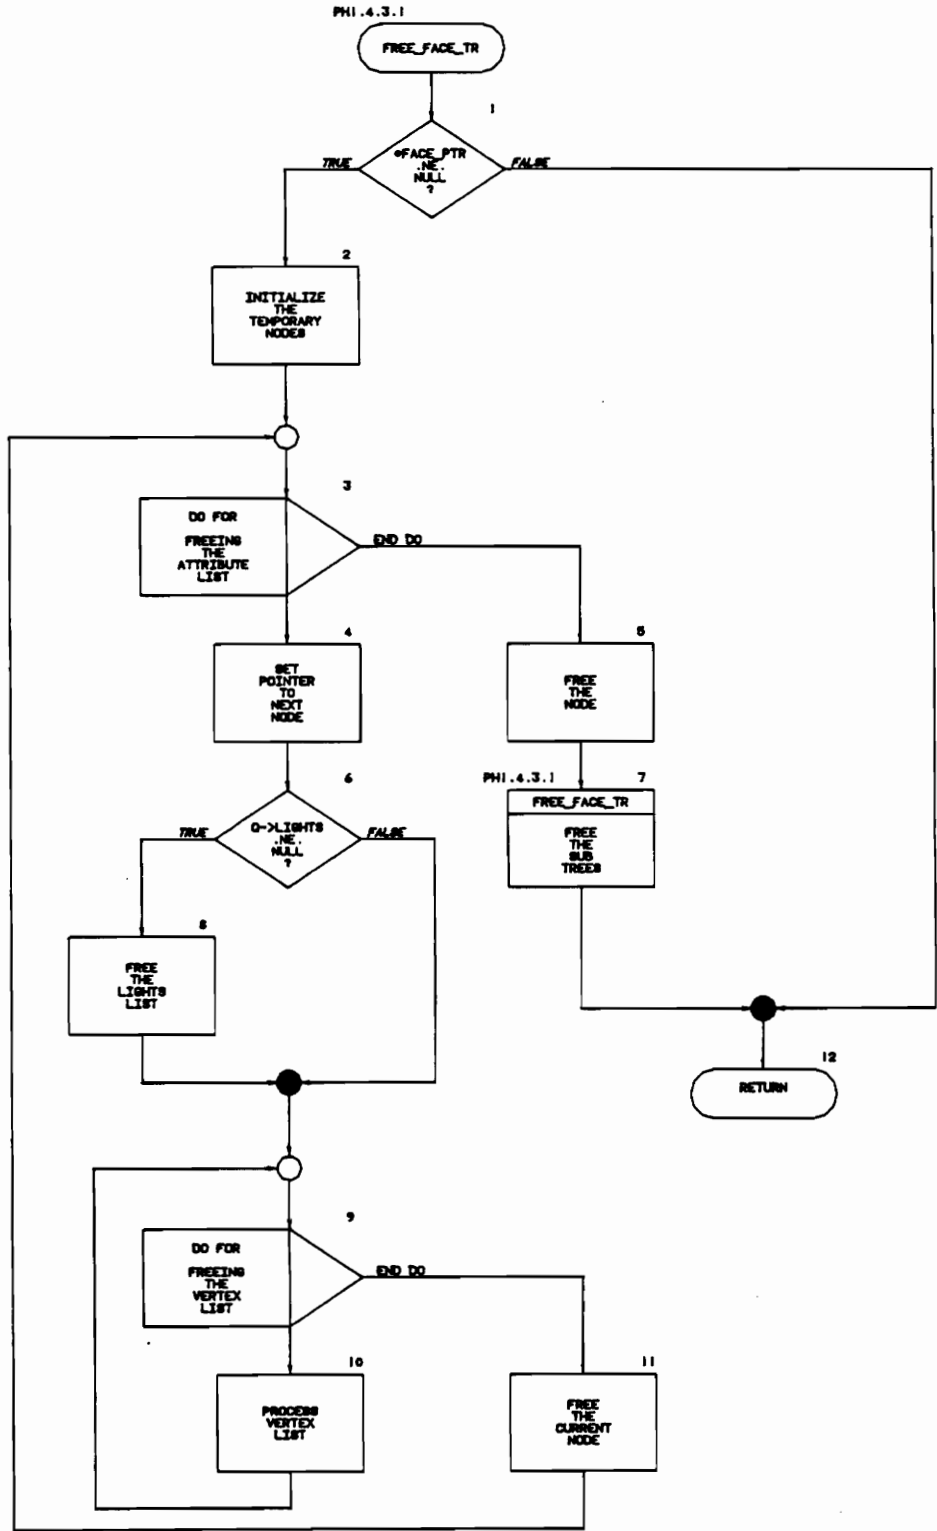 PH1.4.3.1
FREE_FACE_TR
1
*FACE_PTR
.NE.
NULL
?
TRUE
FALSE
2
INITIALIZE
THE
TEMPORARY
NODES
3
DO FOR
FREEING
THE
ATTRIBUTE
LIST
END DO
4
SET
POINTER
TO
NEXT
NODE
5
FREE
THE
NODE
6
Q->LIGHTS
.NE.
NULL
?
TRUE
FALSE
PH1.4.3.1
7
FREE_FACE_TR
FREE
THE
SUB
TREES
8
FREE
THE
LIGHTS
LIST
12
RETURN
9
DO FOR
FREEING
THE
VERTEX
LIST
END DO
10
PROCESS
VERTEX
LIST
11
FREE
THE
CURRENT
NODE